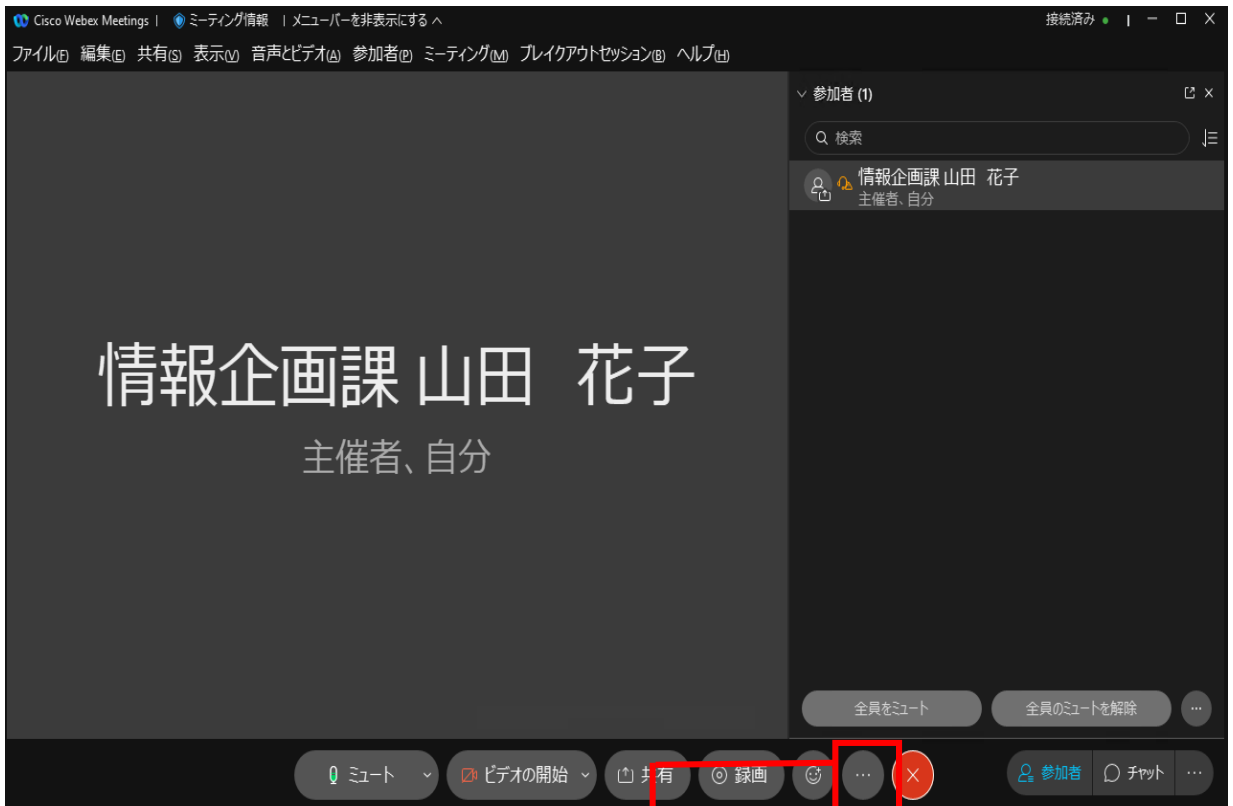 Cisco Webex Meetings | ミーティング情報 | メニューバーを非表示にする ヘ 接続済み
ファイル(F) 編集(E) 共有(S) 表示(V) 音声とビデオ(A) 参加者(P) ミーティング(M) ブレイクアウトセッション(B) ヘルプ(H)
参加者 (1)
検索
情報企画課 山田 花子
主催者、自分
情報企画課 山田 花子
主催者、自分
全員をミュート 全員のミュートを解除 ...
ミュート ビデオの開始 共有 録画 ... 参加者 チャット ...